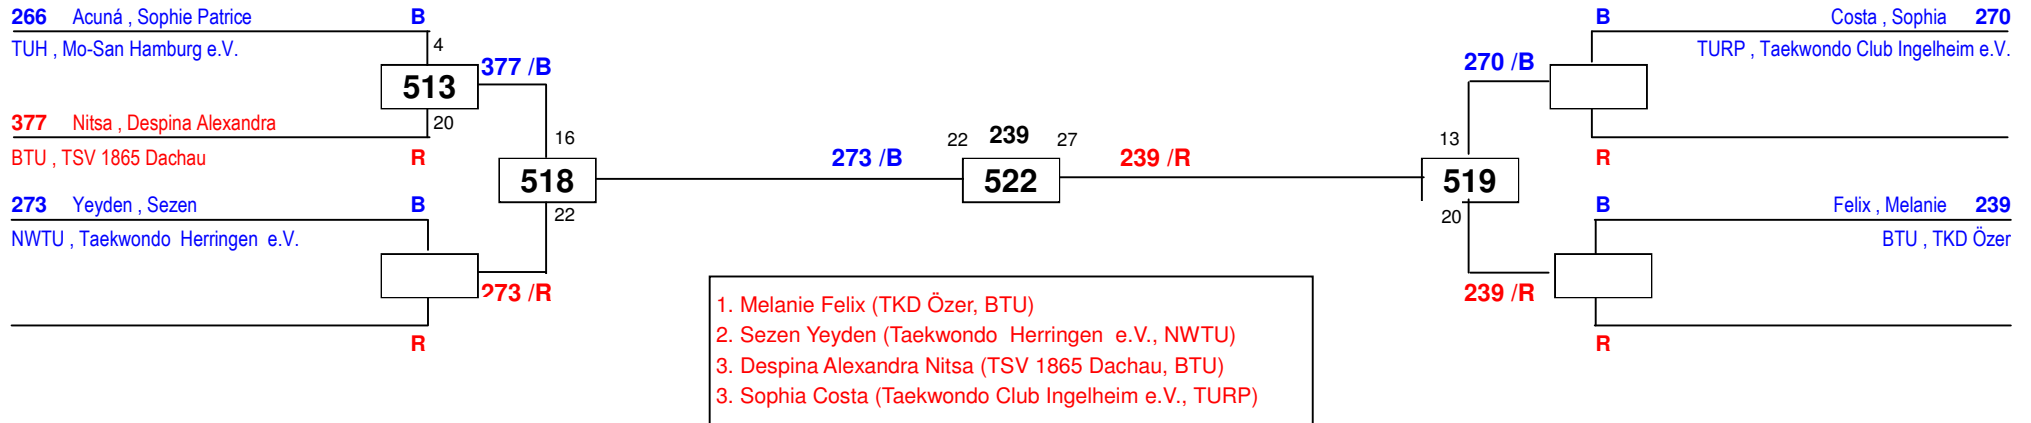 266 Acuná , Sophie Patrice B
TUH , Mo-San Hamburg e.V.
4
513
377 /B
377 Nitsa , Despina Alexandra
20
BTU , TSV 1865 Dachau R
16
518
22
273 Yeyden , Sezen B
NWTU , Taekwondo Herringen e.V.
273 /R
R
273 /B
22 239 27
522
239 /R
B Costa , Sophia 270
TURP , Taekwondo Club Ingelheim e.V.
270 /B
R
13
519
20
B Felix , Melanie 239
BTU , TKD Özer
239 /R
R
1. Melanie Felix (TKD Özer, BTU)
2. Sezen Yeyden (Taekwondo Herringen e.V., NWTU)
3. Despina Alexandra Nitsa (TSV 1865 Dachau, BTU)
3. Sophia Costa (Taekwondo Club Ingelheim e.V., TURP)